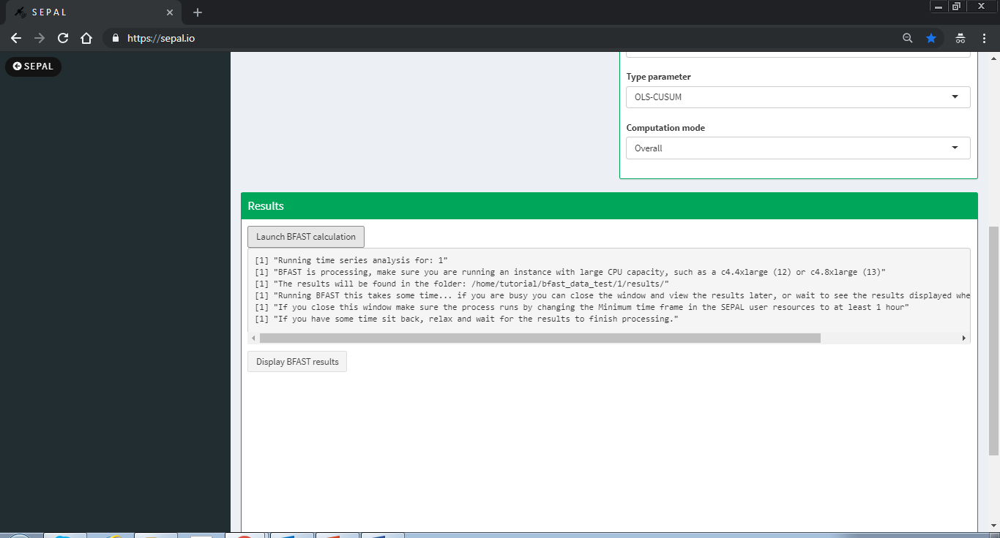 S E P A L
https://sepal.io
SEPAL
Type parameter
OLS-CUSUM
Computation mode
Overall
Results
Launch BFAST calculation
[1] "Running time series analysis for: 1"
[1] "BFAST is processing, make sure you are running an instance with large CPU capacity, such as a c4.4xlarge (12) or c4.8xlarge (13)"
[1] "The results will be found in the folder: /home/tutorial/bfast_data_test/1/results/"
[1] "Running BFAST this takes some time... if you are busy you can close the window and view the results later, or wait to see the results displayed whe
[1] "If you close this window make sure the process runs by changing the Minimum time frame in the SEPAL user resources to at least 1 hour"
[1] "If you have some time sit back, relax and wait for the results to finish processing."
Display BFAST results